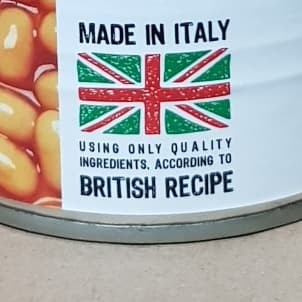 MADE IN ITALY
USING ONLY QUALITY
INGREDIENTS, ACCORDING TO
BRITISH RECIPE